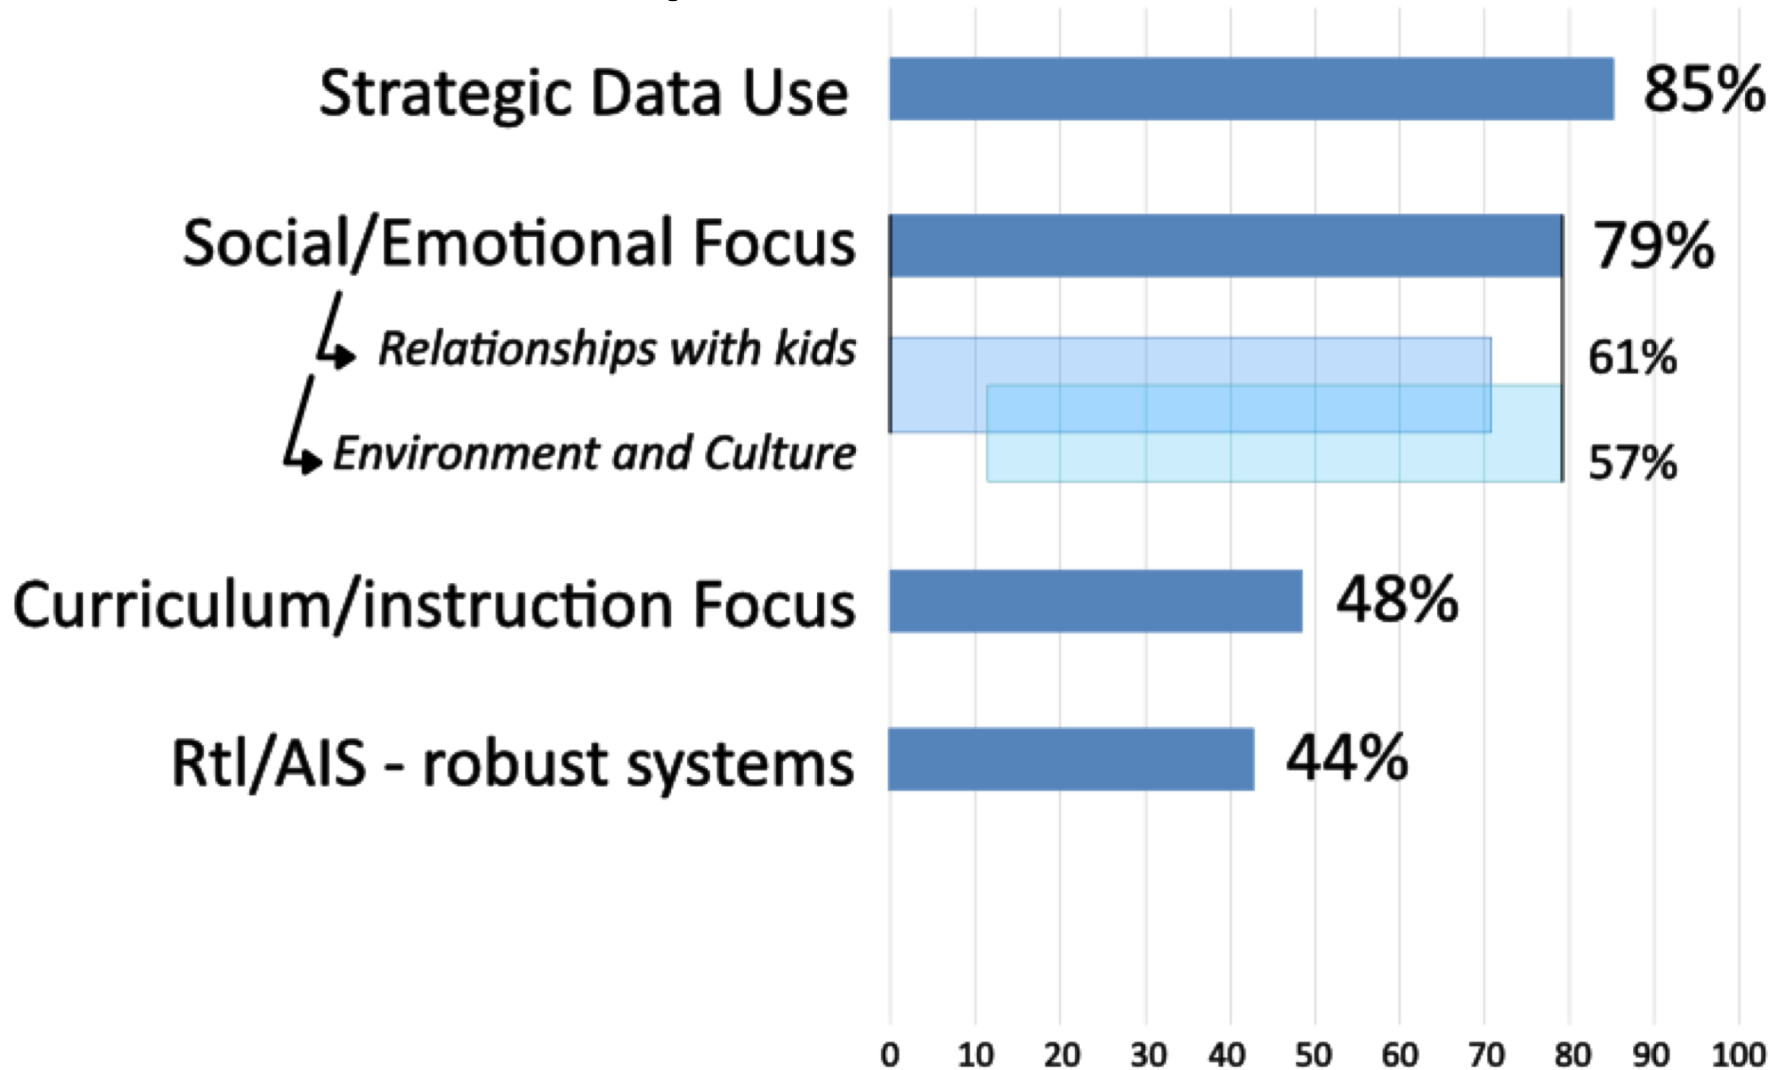 Strategic Data Use 85%
Social/Emotional Focus 79%
Relationships with kids 61%
Environment and Culture 57%
Curriculum/instruction Focus 48%
Rtl/AIS - robust systems 44%
0 10 20 30 40 50 60 70 80 90 100